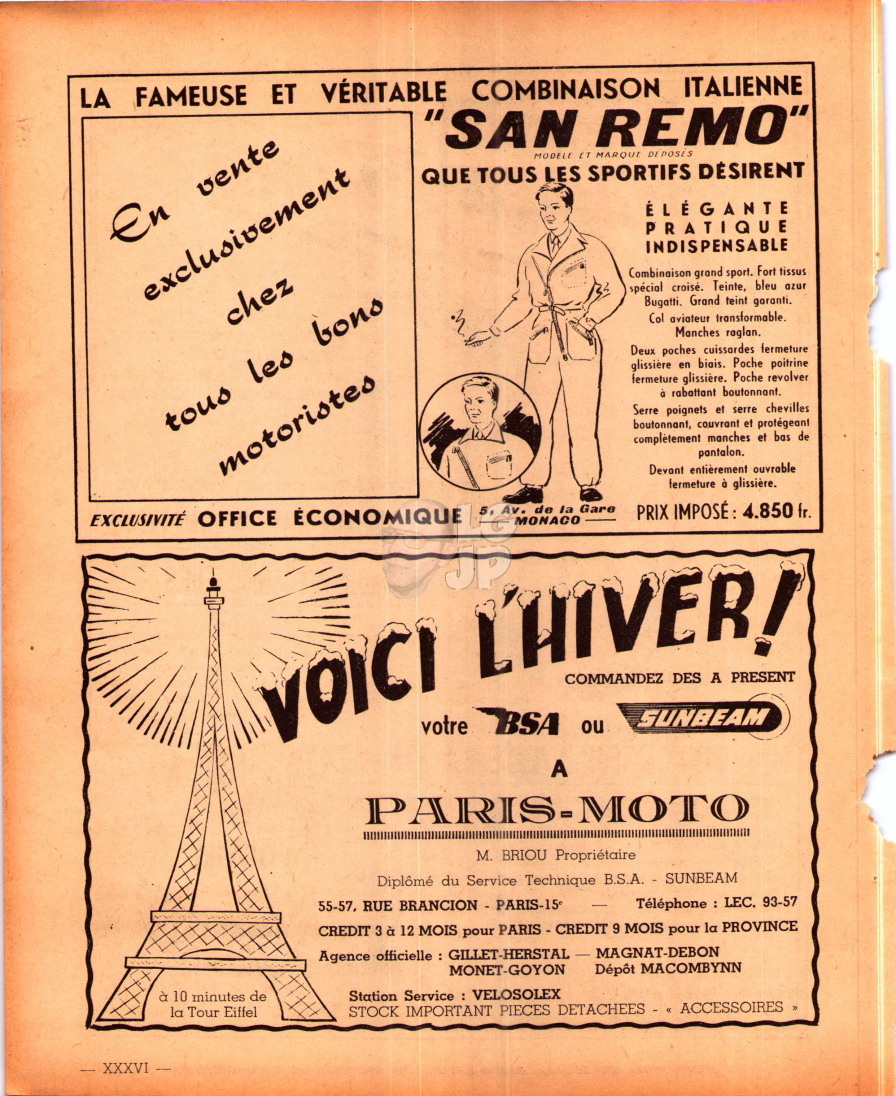 LA FAMEUSE ET VÉRITABLE COMBINAISON ITALIENNE
"SAN REMO"
MODÈLE ET MARQUE DÉPOSÉS
QUE TOUS LES SPORTIFS DÉSIRENT
En vente
exclusivement
chez
tous les bons
motoristes
ÉLÉGANTE
PRATIQUE
INDISPENSABLE
Combinaison grand sport. Fort tissus
spécial croisé. Teinte, bleu azur
Bugatti. Grand teint garanti.
Col aviateur transformable.
Manches raglan.
Deux poches cuissardes fermeture
glissière en biais. Poche poitrine
fermeture glissière. Poche revolver
à rabattant boutonnant.
Serre poignets et serre chevilles
boutonnant, couvrant et protégeant
complètement manches et bas de
pantalon.
Devant entièrement ouvrable
fermeture à glissière.
EXCLUSIVITÉ OFFICE ÉCONOMIQUE 5, Av. de la Gare
MONACO
PRIX IMPOSÉ : 4.850 fr.
LG
JP
VOICI L'HIVER!
COMMANDEZ DES A PRESENT
votre BSA ou SUNBEAM
A
PARIS-MOTO
M. BRIOU Propriétaire
Diplômé du Service Technique B.S.A. - SUNBEAM
55-57, RUE BRANCION - PARIS-15e — Téléphone : LEC. 93-57
CREDIT 3 à 12 MOIS pour PARIS - CREDIT 9 MOIS pour la PROVINCE
Agence officielle : GILLET-HERSTAL — MAGNAT-DEBON
MONET-GOYON Dépôt MACOMBYNN
Station Service : VELOSOLEX
STOCK IMPORTANT PIECES DETACHEES - « ACCESSOIRES »
à 10 minutes de
la Tour Eiffel
— XXXVI —